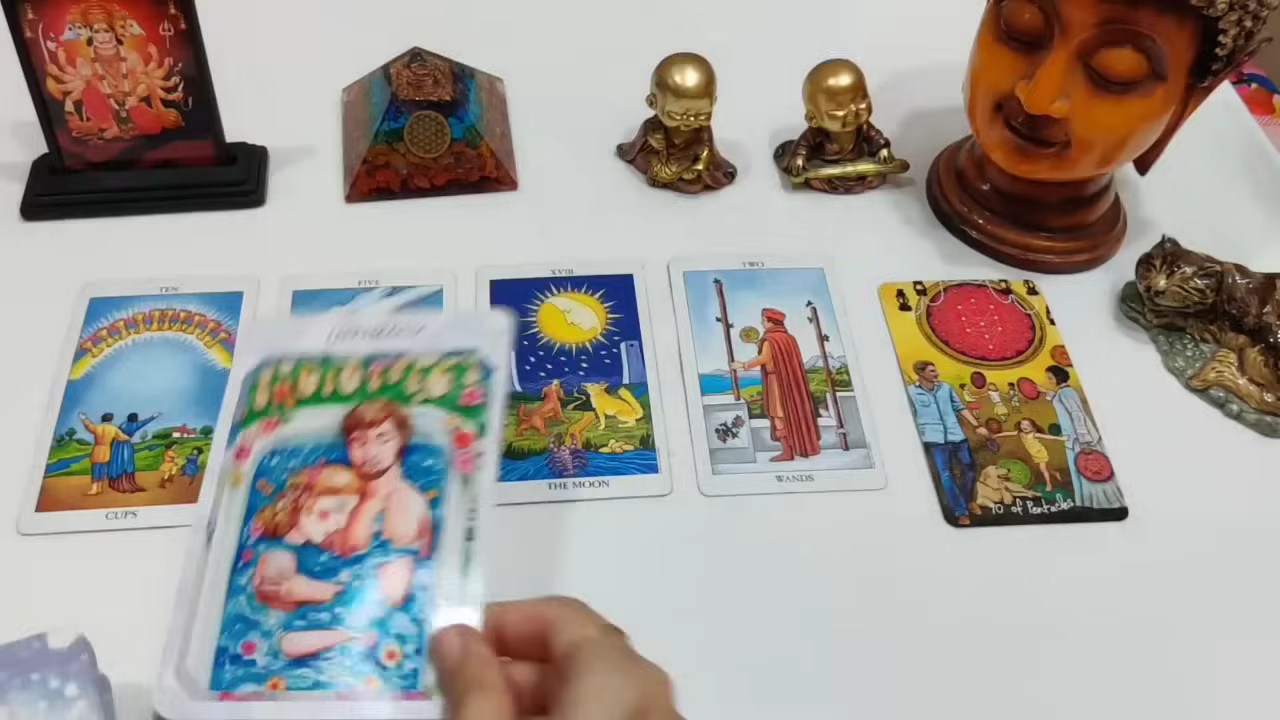 TEN
FIVE
XVIII
TWO
CUPS
THE MOON
WANDS
10 of Pentacles